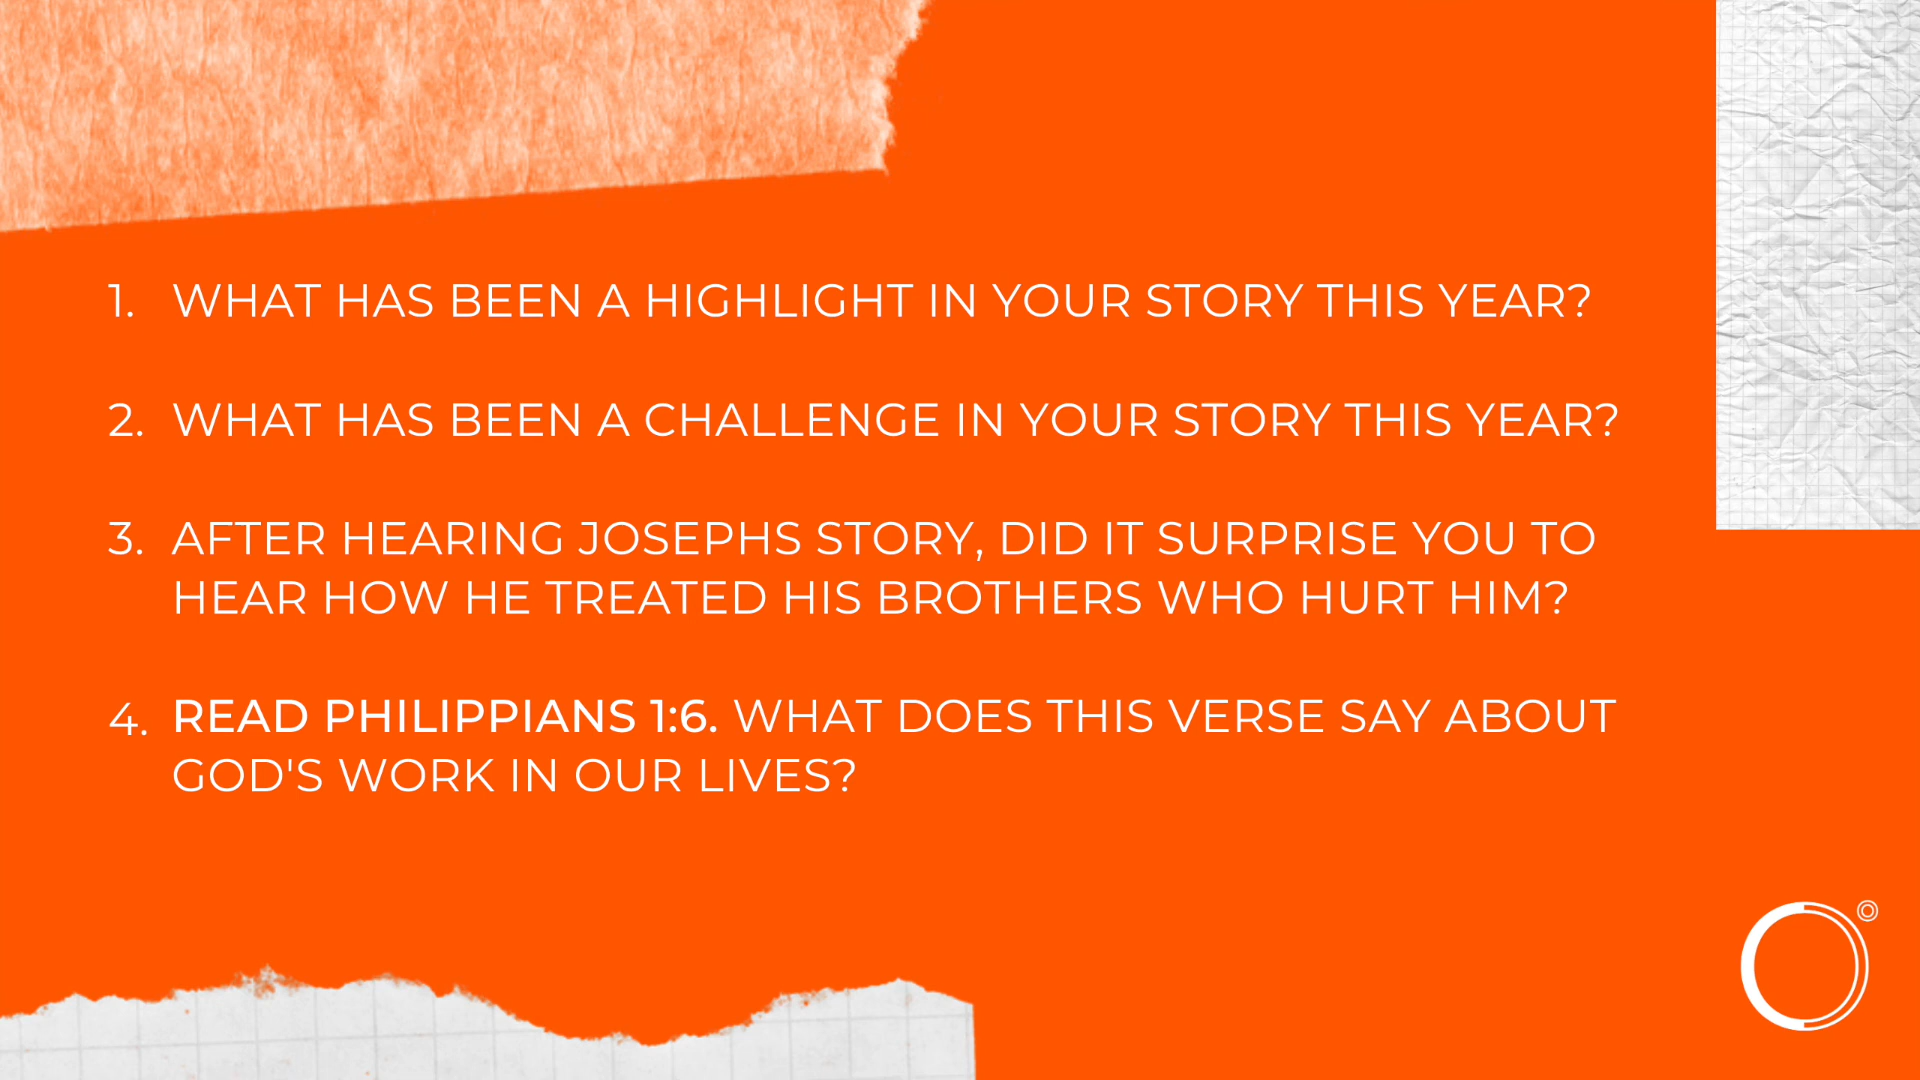 1. WHAT HAS BEEN A HIGHLIGHT IN YOUR STORY THIS YEAR?
2. WHAT HAS BEEN A CHALLENGE IN YOUR STORY THIS YEAR?
3. AFTER HEARING JOSEPHS STORY, DID IT SURPRISE YOU TO
HEAR HOW HE TREATED HIS BROTHERS WHO HURT HIM?
4. READ PHILIPPIANS 1:6. WHAT DOES THIS VERSE SAY ABOUT
GOD'S WORK IN OUR LIVES?